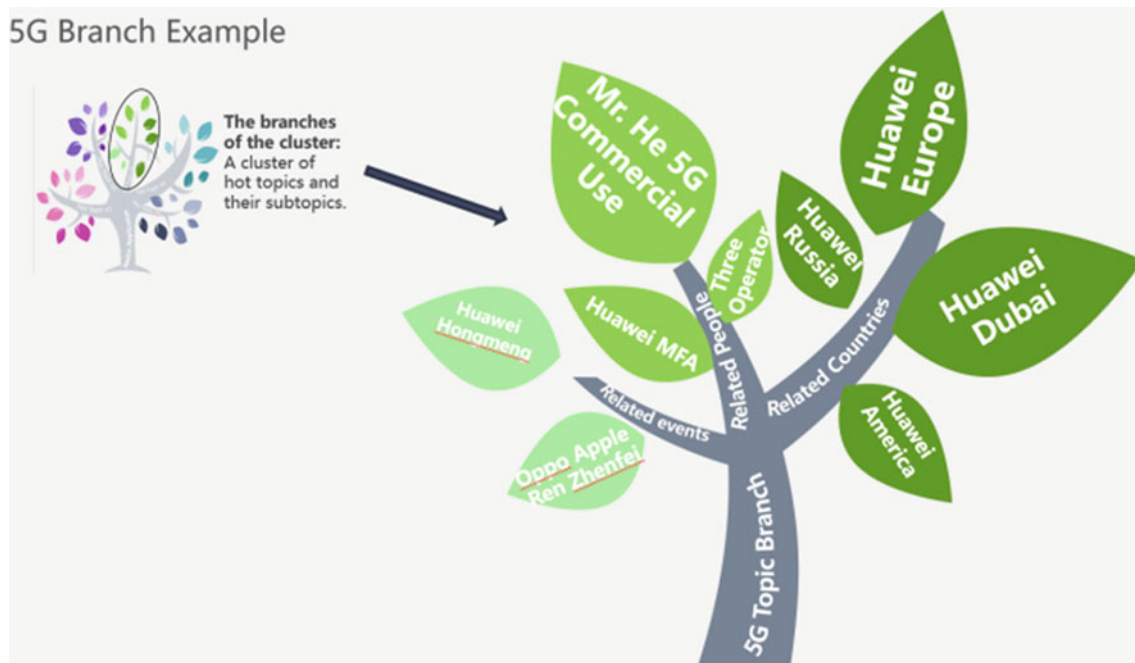 5G Branch Example
The branches
of the cluster:
A cluster of
hot topics and
their subtopics.
Mr. He 5G
Commercial
Use
Three
Operator
Huawei
Russia
Huawei
Europe
Huawei
Dubai
Huawei
America
Huawei MFA
Huawei
Hongmeng
Oppo Apple
Ren Zhenfei
Related events
Related People
Related Countries
5G Topic Branch